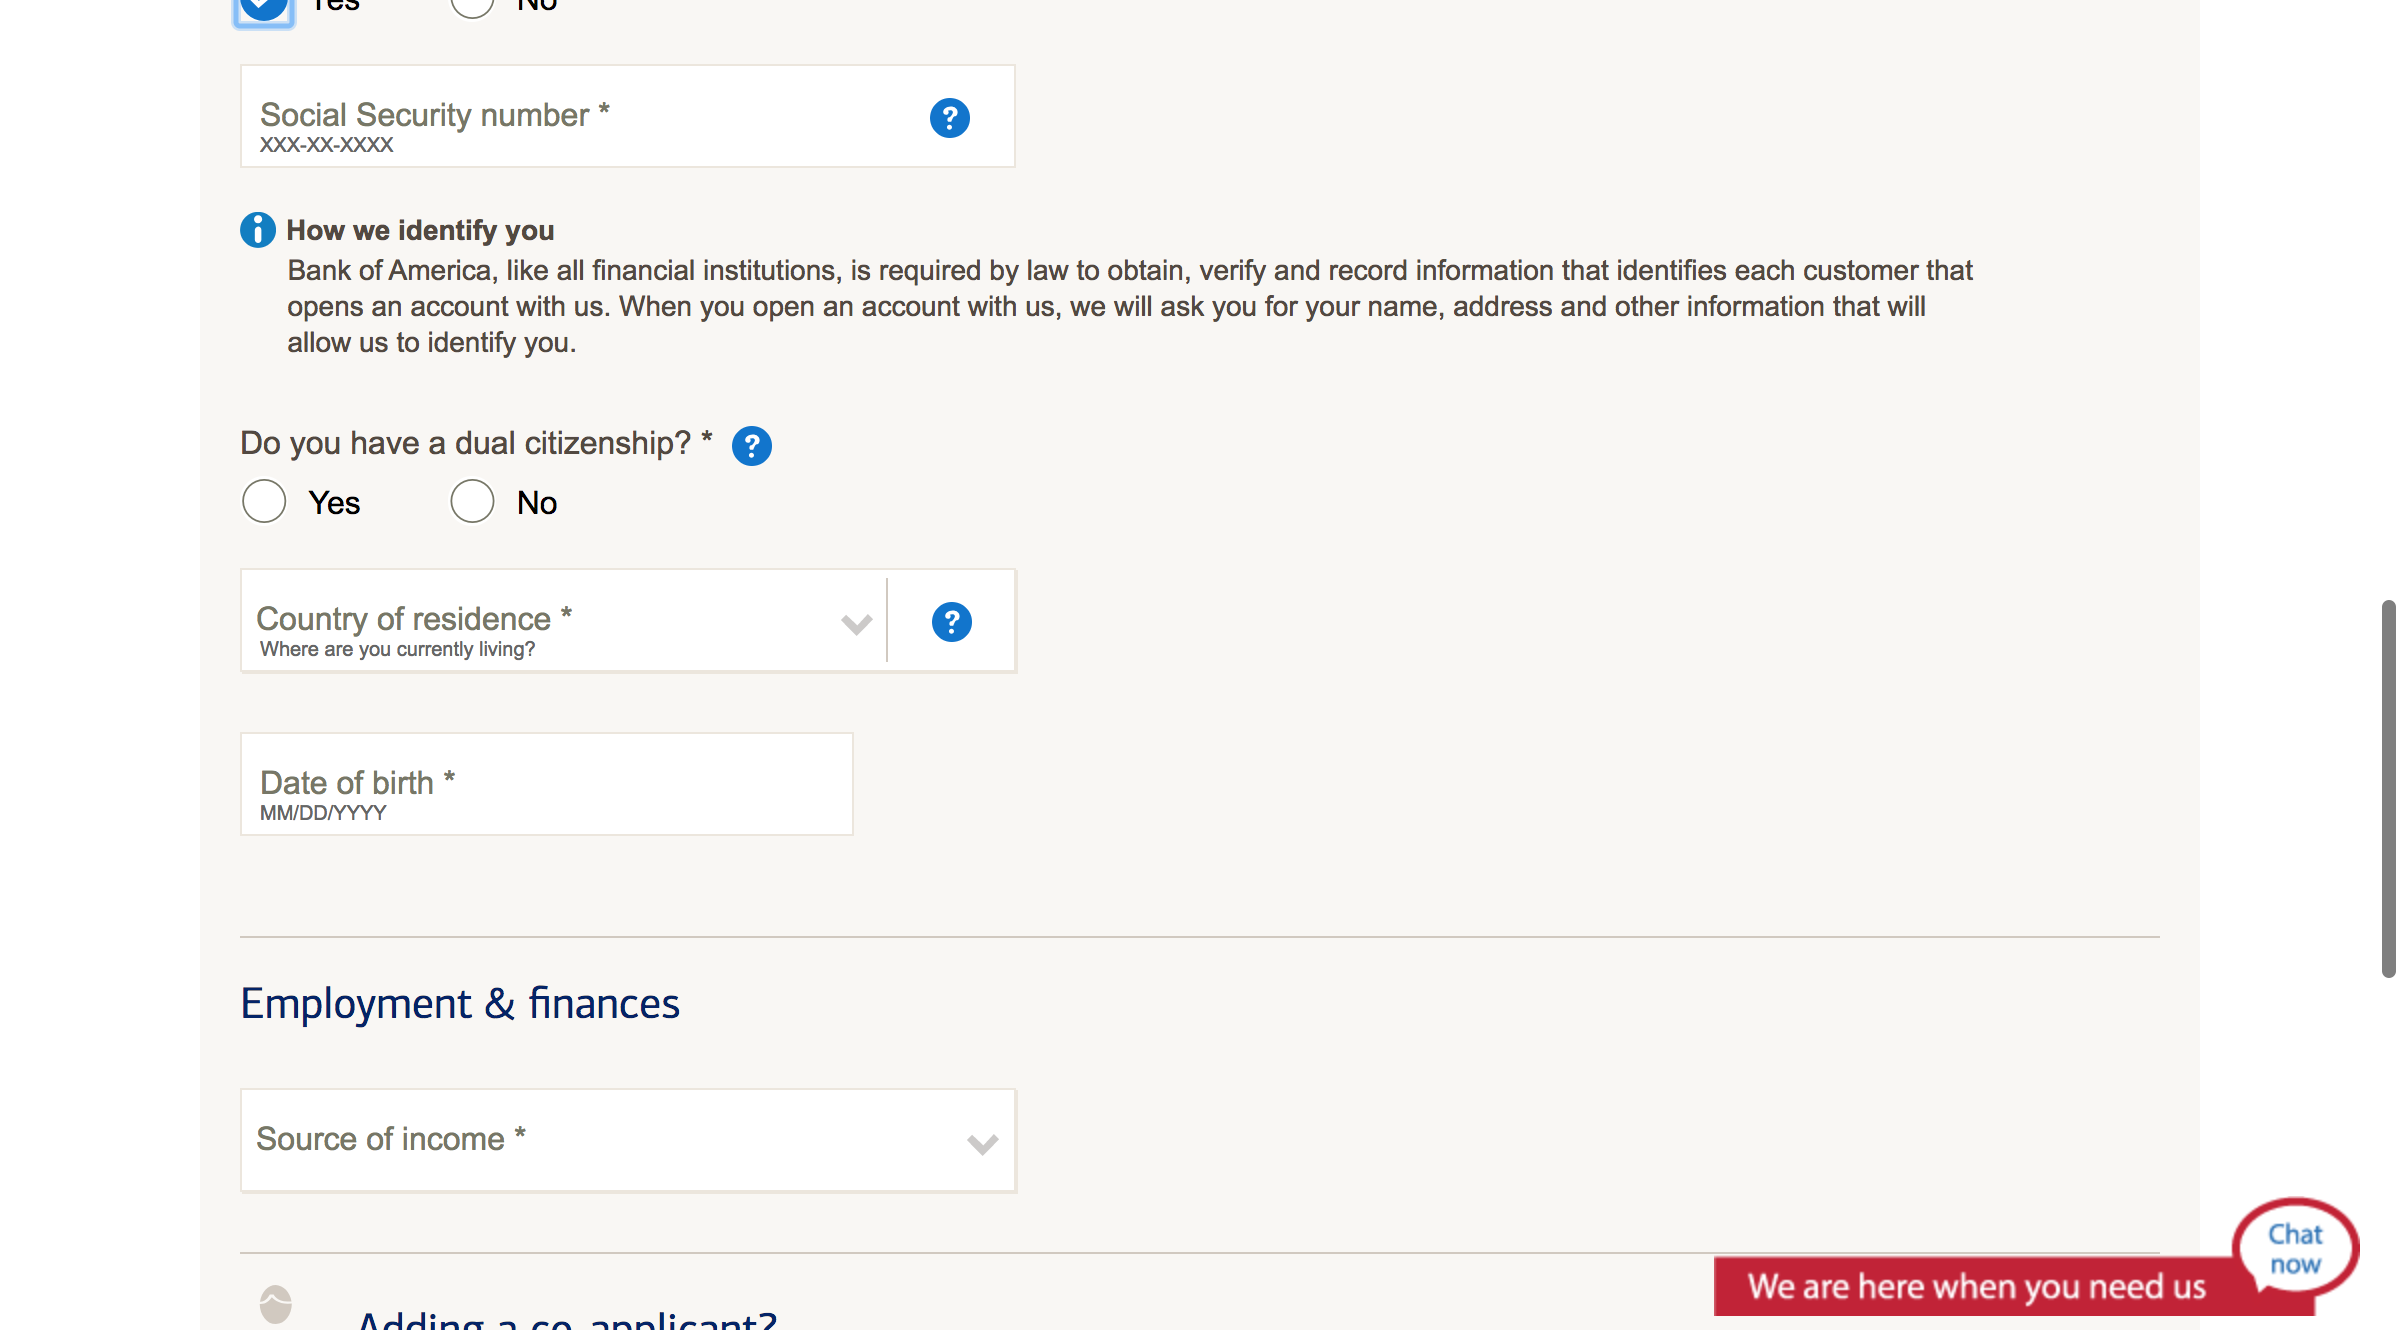 Yes No
Social Security number *
XXX-XX-XXXX
How we identify you
Bank of America, like all financial institutions, is required by law to obtain, verify and record information that identifies each customer that
opens an account with us. When you open an account with us, we will ask you for your name, address and other information that will
allow us to identify you.
Do you have a dual citizenship? *
Yes No
Country of residence *
Where are you currently living?
Date of birth *
MM/DD/YYYY
Employment & finances
Source of income *
Chat
now
We are here when you need us
Adding a co-applicant?